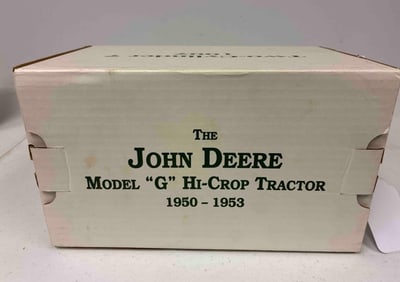 THE
JOHN DEERE
MODEL "G" HI-CROP TRACTOR
1950 - 1953